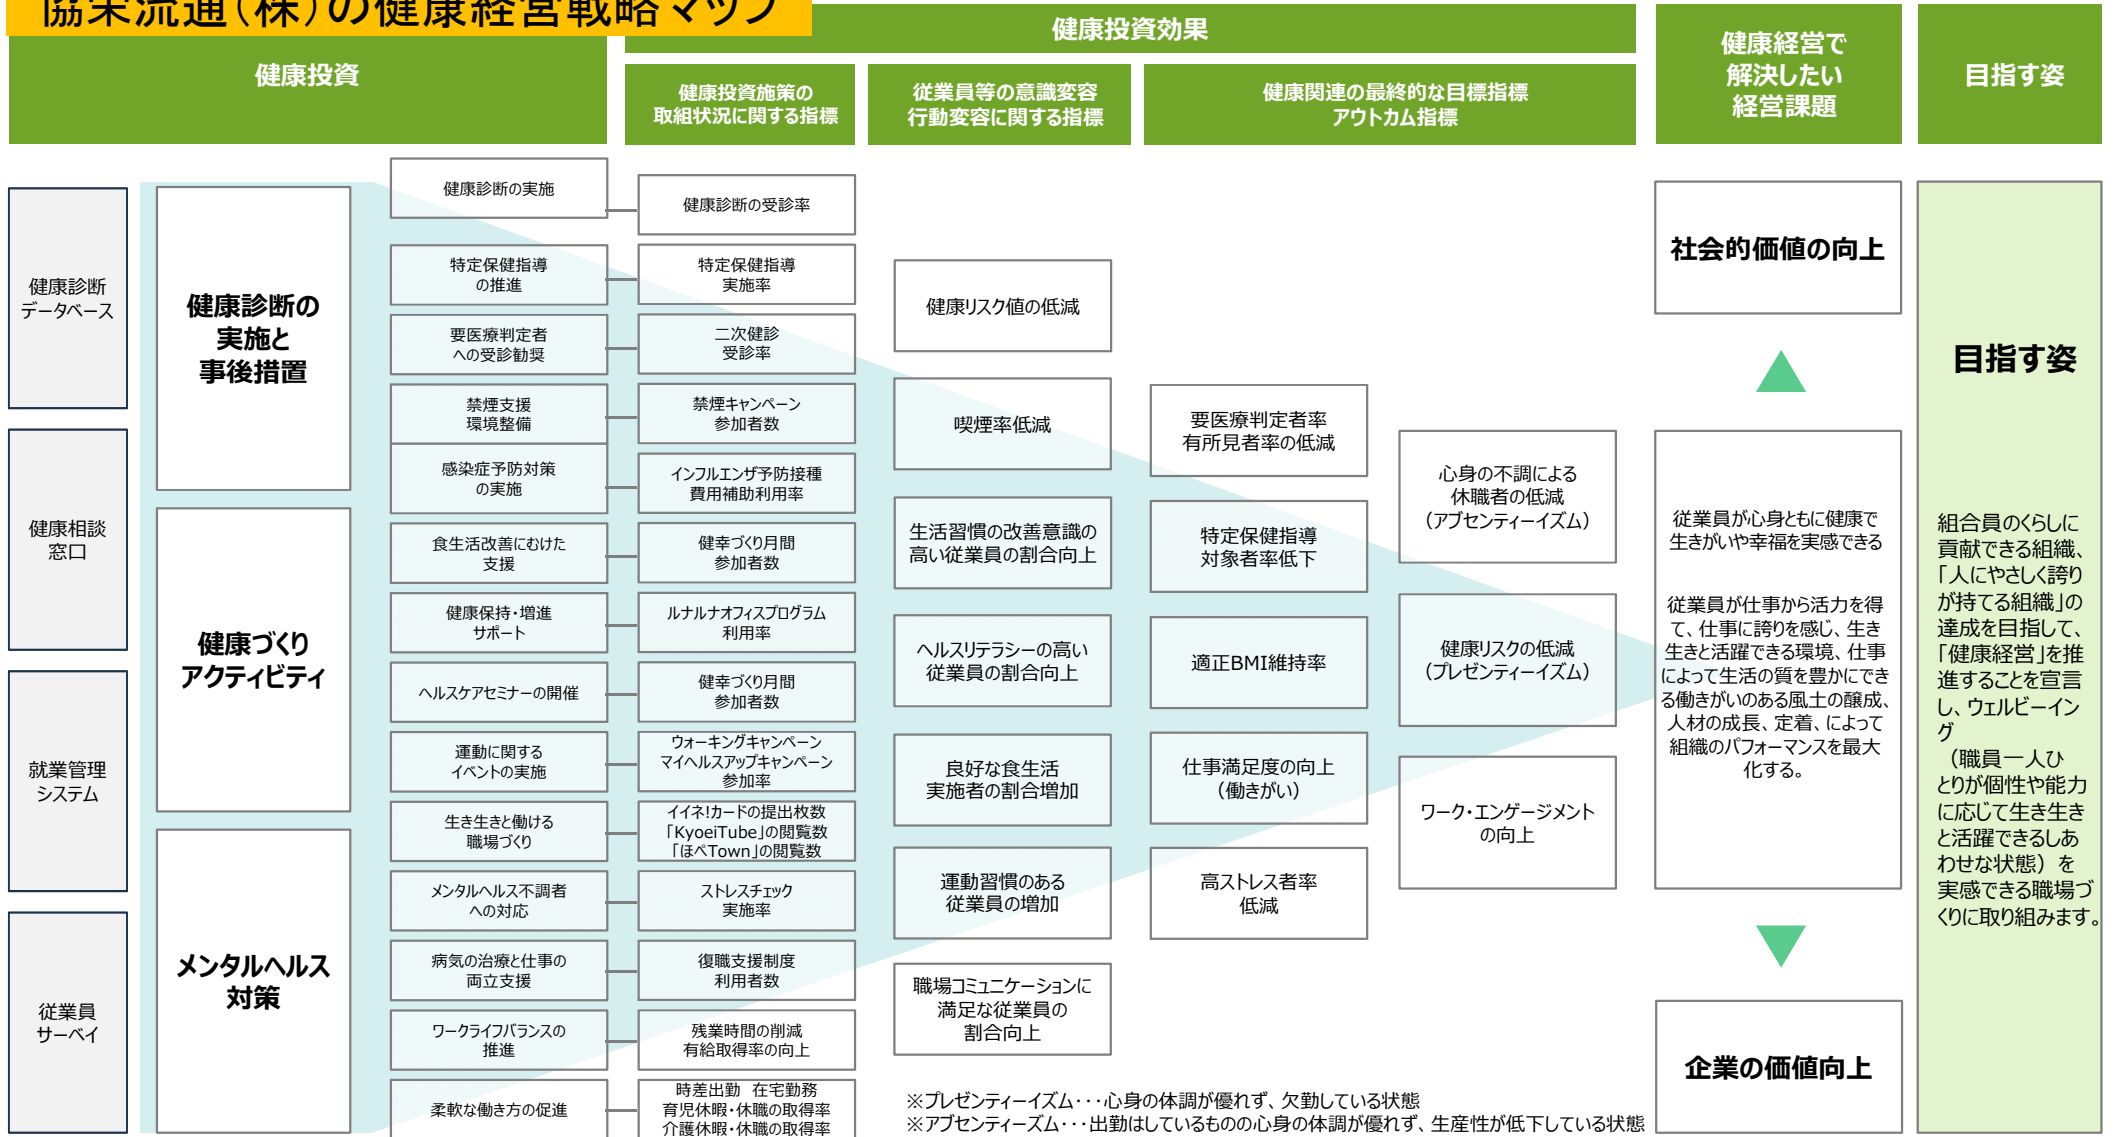 協栄流通(株)の健康経営戦略マップ
健康投資
健康投資効果
健康投資施策の
取組状況に関する指標
従業員等の意識変容
行動変容に関する指標
健康関連の最終的な目標指標
アウトカム指標
健康経営で
解決したい
経営課題
目指す姿
健康診断
データベース
健康相談
窓口
就業管理
システム
従業員
サーベイ
健康診断の
実施と
事後措置
健康づくり
アクティビティ
メンタルヘルス
対策
健康診断の実施
特定保健指導
の推進
要医療判定者
への受診勧奨
禁煙支援
環境整備
感染症予防対策
の実施
食生活改善にむけた
支援
健康保持・増進
サポート
ヘルスケアセミナーの開催
運動に関する
イベントの実施
生き生きと働ける
職場づくり
メンタルヘルス不調者
への対応
病気の治療と仕事の
両立支援
ワークライフバランスの
推進
柔軟な働き方の促進
健康診断の受診率
特定保健指導
実施率
二次健診
受診率
禁煙キャンペーン
参加者数
インフルエンザ予防接種
費用補助利用率
健幸づくり月間
参加者数
ルナルナオフィスプログラム
利用率
健幸づくり月間
参加者数
ウォーキングキャンペーン
マイヘルスアップキャンペーン
参加率
イイネ!カードの提出枚数
「KyoeiTube」の閲覧数
「ほぺTown」の閲覧数
ストレスチェック
実施率
復職支援制度
利用者数
残業時間の削減
有給取得率の向上
時差出勤 在宅勤務
育児休暇・休職の取得率
介護休暇・休職の取得率
健康リスク値の低減
喫煙率低減
生活習慣の改善意識の
高い従業員の割合向上
ヘルスリテラシーの高い
従業員の割合向上
良好な食生活
実施者の割合増加
運動習慣のある
従業員の増加
職場コミュニケーションに
満足な従業員の
割合向上
要医療判定者率
有所見者率の低減
特定保健指導
対象者率低下
適正BMI維持率
仕事満足度の向上
（働きがい）
高ストレス者率
低減
心身の不調による
休職者の低減
（アブセンティーイズム）
健康リスクの低減
（プレゼンティーイズム）
ワーク・エンゲージメント
の向上
社会的価値の向上
従業員が心身ともに健康で
生きがいや幸福を実感できる
従業員が仕事から活力を得
て、仕事に誇りを感じ、生き
生きと活躍できる環境、仕事
によって生活の質を豊かにでき
る働きがいのある風土の醸成、
人材の成長、定着、によって
組織のパフォーマンスを最大
化する。
企業の価値向上
目指す姿
組合員のくらしに
貢献できる組織、
「人にやさしく誇り
が持てる組織」の
達成を目指して、
「健康経営」を推
進することを宣言
し、ウェルビーイン
グ
（職員一人ひ
とりが個性や能力
に応じて生き生き
と活躍できるしあ
わせな状態）を
実感できる職場づ
くりに取り組みます。
※プレゼンティーイズム・・・心身の体調が優れず、欠勤している状態
※アブセンティーズム・・・出勤はしているものの心身の体調が優れず、生産性が低下している状態